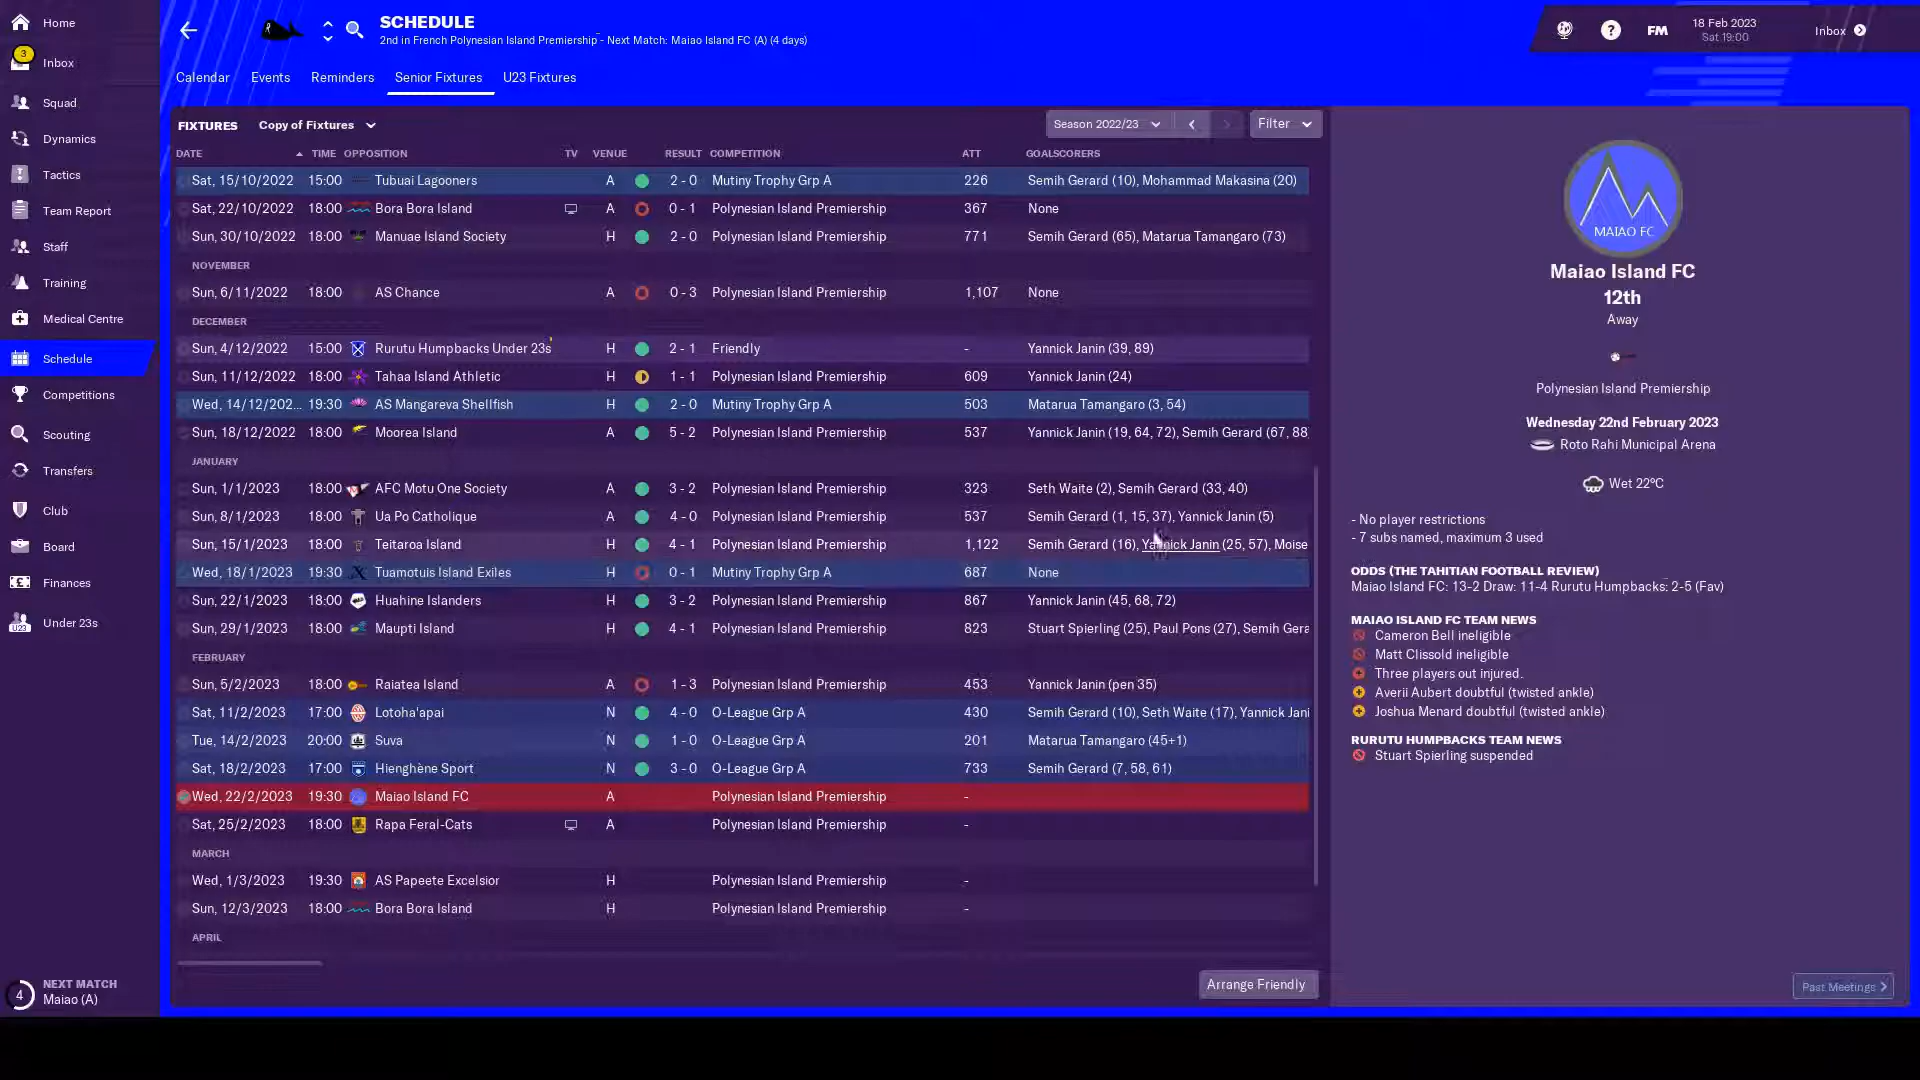 Home
3
Inbox
Squad
Dynamics
Tactics
Team Report
Staff
Training
Medical Centre
Schedule
Competitions
Scouting
Transfers
Club
Board
Finances
U23
Under 23s
4
NEXT MATCH
Maiao (A)
SCHEDULE
2nd in French Polynesian Island Premiership - Next Match: Maiao Island FC (A) (4 days)
? FM 18 Feb 2023 Inbox
Sat 19:00
Calendar Events Reminders Senior Fixtures U23 Fixtures
FIXTURES Copy of Fixtures Season 2022/23 Filter
DATE TIME OPPOSITION TV VENUE RESULT COMPETITION ATT GOALSCORERS
Sat, 15/10/2022 15:00 Tubuai Lagooners A 2 - 0 Mutiny Trophy Grp A 226 Semih Gerard (10), Mohammad Makasina (20)
Sat, 22/10/2022 18:00 Bora Bora Island A 0 - 1 Polynesian Island Premiership 367 None
Sun, 30/10/2022 18:00 Manuae Island Society H 2 - 0 Polynesian Island Premiership 771 Semih Gerard (65), Matarua Tamangaro (73)
NOVEMBER
Sun, 6/11/2022 18:00 AS Chance A 0 - 3 Polynesian Island Premiership 1,107 None
DECEMBER
Sun, 4/12/2022 15:00 Rurutu Humpbacks Under 23s H 2 - 1 Friendly - Yannick Janin (39, 89)
Sun, 11/12/2022 18:00 Tahaa Island Athletic H 1 - 1 Polynesian Island Premiership 609 Yannick Janin (24)
Wed, 14/12/202... 19:30 AS Mangareva Shellfish H 2 - 0 Mutiny Trophy Grp A 503 Matarua Tamangaro (3, 54)
Sun, 18/12/2022 18:00 Moorea Island A 5 - 2 Polynesian Island Premiership 537 Yannick Janin (19, 64, 72), Semih Gerard (67, 88
JANUARY
Sun, 1/1/2023 18:00 AFC Motu One Society A 3 - 2 Polynesian Island Premiership 323 Seth Waite (2), Semih Gerard (33, 40)
Sun, 8/1/2023 18:00 Ua Po Catholique A 4 - 0 Polynesian Island Premiership 537 Semih Gerard (1, 15, 37), Yannick Janin (5)
Sun, 15/1/2023 18:00 Teitaroa Island H 4 - 1 Polynesian Island Premiership 1,122 Semih Gerard (16), Yannick Janin (25, 57), Moise
Wed, 18/1/2023 19:30 Tuamotuis Island Exiles H 0 - 1 Mutiny Trophy Grp A 687 None
Sun, 22/1/2023 18:00 Huahine Islanders H 3 - 2 Polynesian Island Premiership 867 Yannick Janin (45, 68, 72)
Sun, 29/1/2023 18:00 Maupti Island H 4 - 1 Polynesian Island Premiership 823 Stuart Spierling (25), Paul Pons (27), Semih Gera
FEBRUARY
Sun, 5/2/2023 18:00 Raiatea Island A 1 - 3 Polynesian Island Premiership 453 Yannick Janin (pen 35)
Sat, 11/2/2023 17:00 Lotoha'apai N 4 - 0 O-League Grp A 430 Semih Gerard (10), Seth Waite (17), Yannick Jani
Tue, 14/2/2023 20:00 Suva N 1 - 0 O-League Grp A 201 Matarua Tamangaro (45+1)
Sat, 18/2/2023 17:00 Hienghène Sport N 3 - 0 O-League Grp A 733 Semih Gerard (7, 58, 61)
Wed, 22/2/2023 19:30 Maiao Island FC A Polynesian Island Premiership -
Sat, 25/2/2023 18:00 Rapa Feral-Cats A Polynesian Island Premiership -
MARCH
Wed, 1/3/2023 19:30 AS Papeete Excelsior H Polynesian Island Premiership -
Sun, 12/3/2023 18:00 Bora Bora Island H Polynesian Island Premiership -
APRIL
Arrange Friendly
MAIAO FC
Maiao Island FC
12th
Away
Polynesian Island Premiership
Wednesday 22nd February 2023
Roto Rahi Municipal Arena
Wet 22ºC
- No player restrictions
- 7 subs named, maximum 3 used
ODDS (THE TAHITIAN FOOTBALL REVIEW)
Maiao Island FC: 13-2 Draw: 11-4 Rurutu Humpbacks: 2-5 (Fav)
MAIAO ISLAND FC TEAM NEWS
Cameron Bell ineligible
Matt Clissold ineligible
Three players out injured.
Averii Aubert doubtful (twisted ankle)
Joshua Menard doubtful (twisted ankle)
RURUTU HUMPBACKS TEAM NEWS
Stuart Spierling suspended
Past Meetings